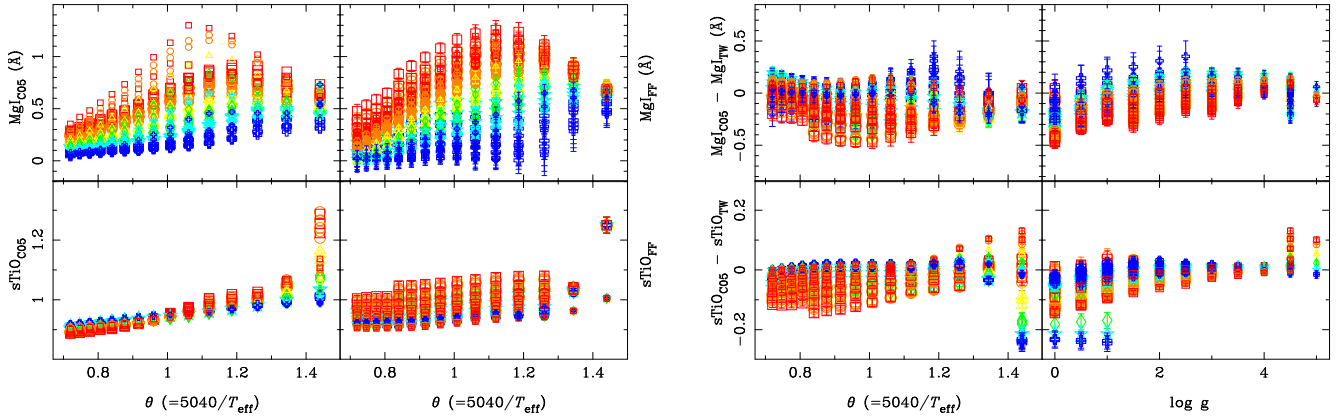 MgI_C05 (Å)
1
0.5
0
MgI_FF (Å)
sTiO_C05
1.2
1
sTiO_FF
0.8 1 1.2 1.4
0.8 1 1.2 1.4
θ (=5040/T_eff)
θ (=5040/T_eff)
MgI_C05 − MgI_TW (Å)
0.5
0
−0.5
sTiO_C05 − sTiO_TW
0.2
0
−0.2
0.8 1 1.2 1.4
0 2 4
θ (=5040/T_eff)
log g